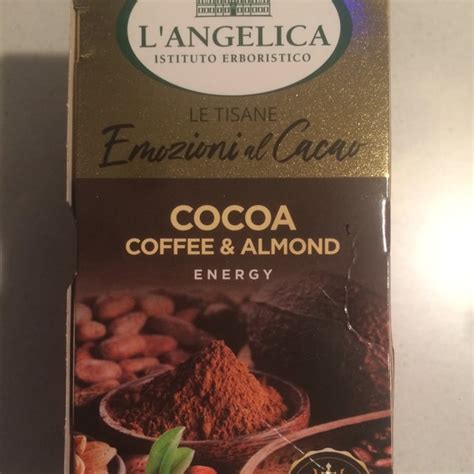 L'ANGELICA
ISTITUTO ERBORISTICO
LE TISANE
Emozioni al Cacao
COCOA
COFFEE & ALMOND
ENERGY